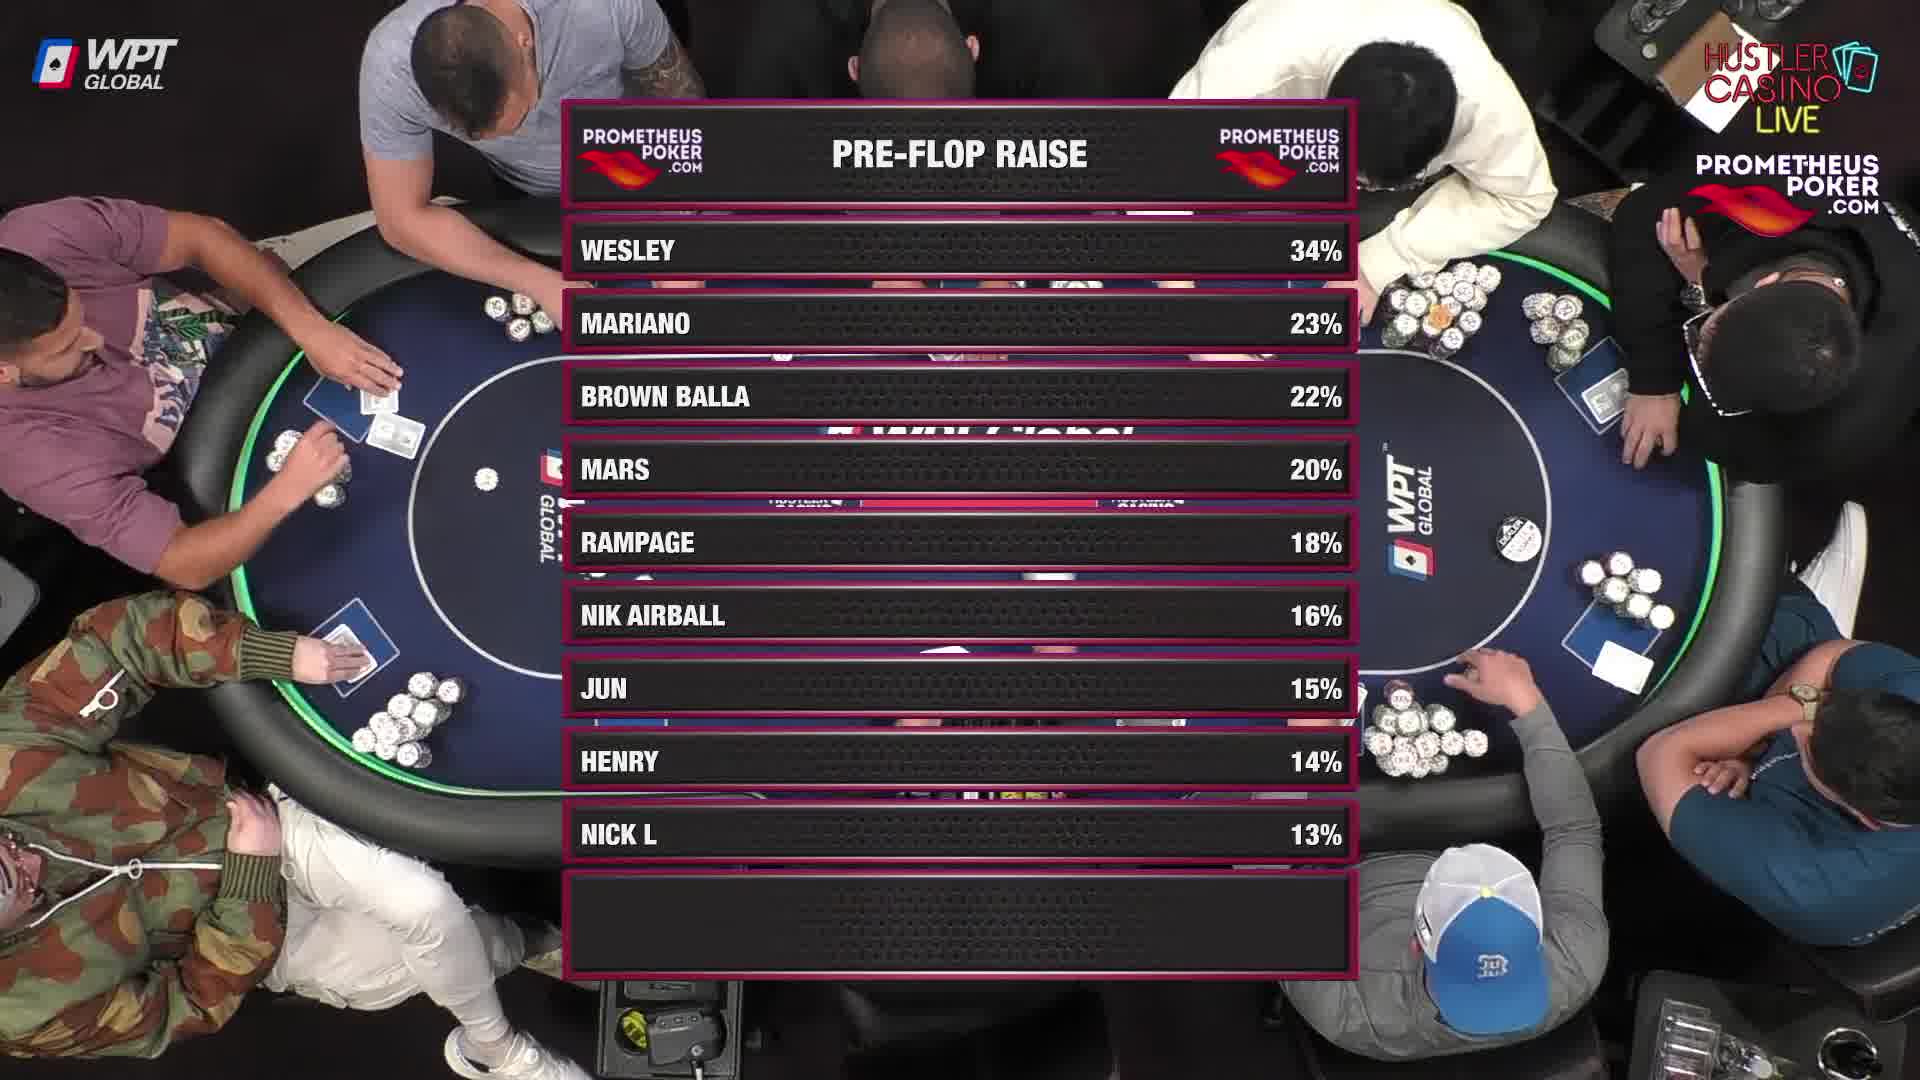 WPT
GLOBAL
HUSTLER
CASINO
LIVE
PROMETHEUS
POKER
.COM
PROMETHEUS
POKER
.COM
PRE-FLOP RAISE
PROMETHEUS
POKER
.COM
WESLEY 34%
MARIANO 23%
BROWN BALLA 22%
MARS 20%
RAMPAGE 18%
NIK AIRBALL 16%
JUN 15%
HENRY 14%
NICK L 13%
GLOBAL
WPT
GLOBAL
DEALER